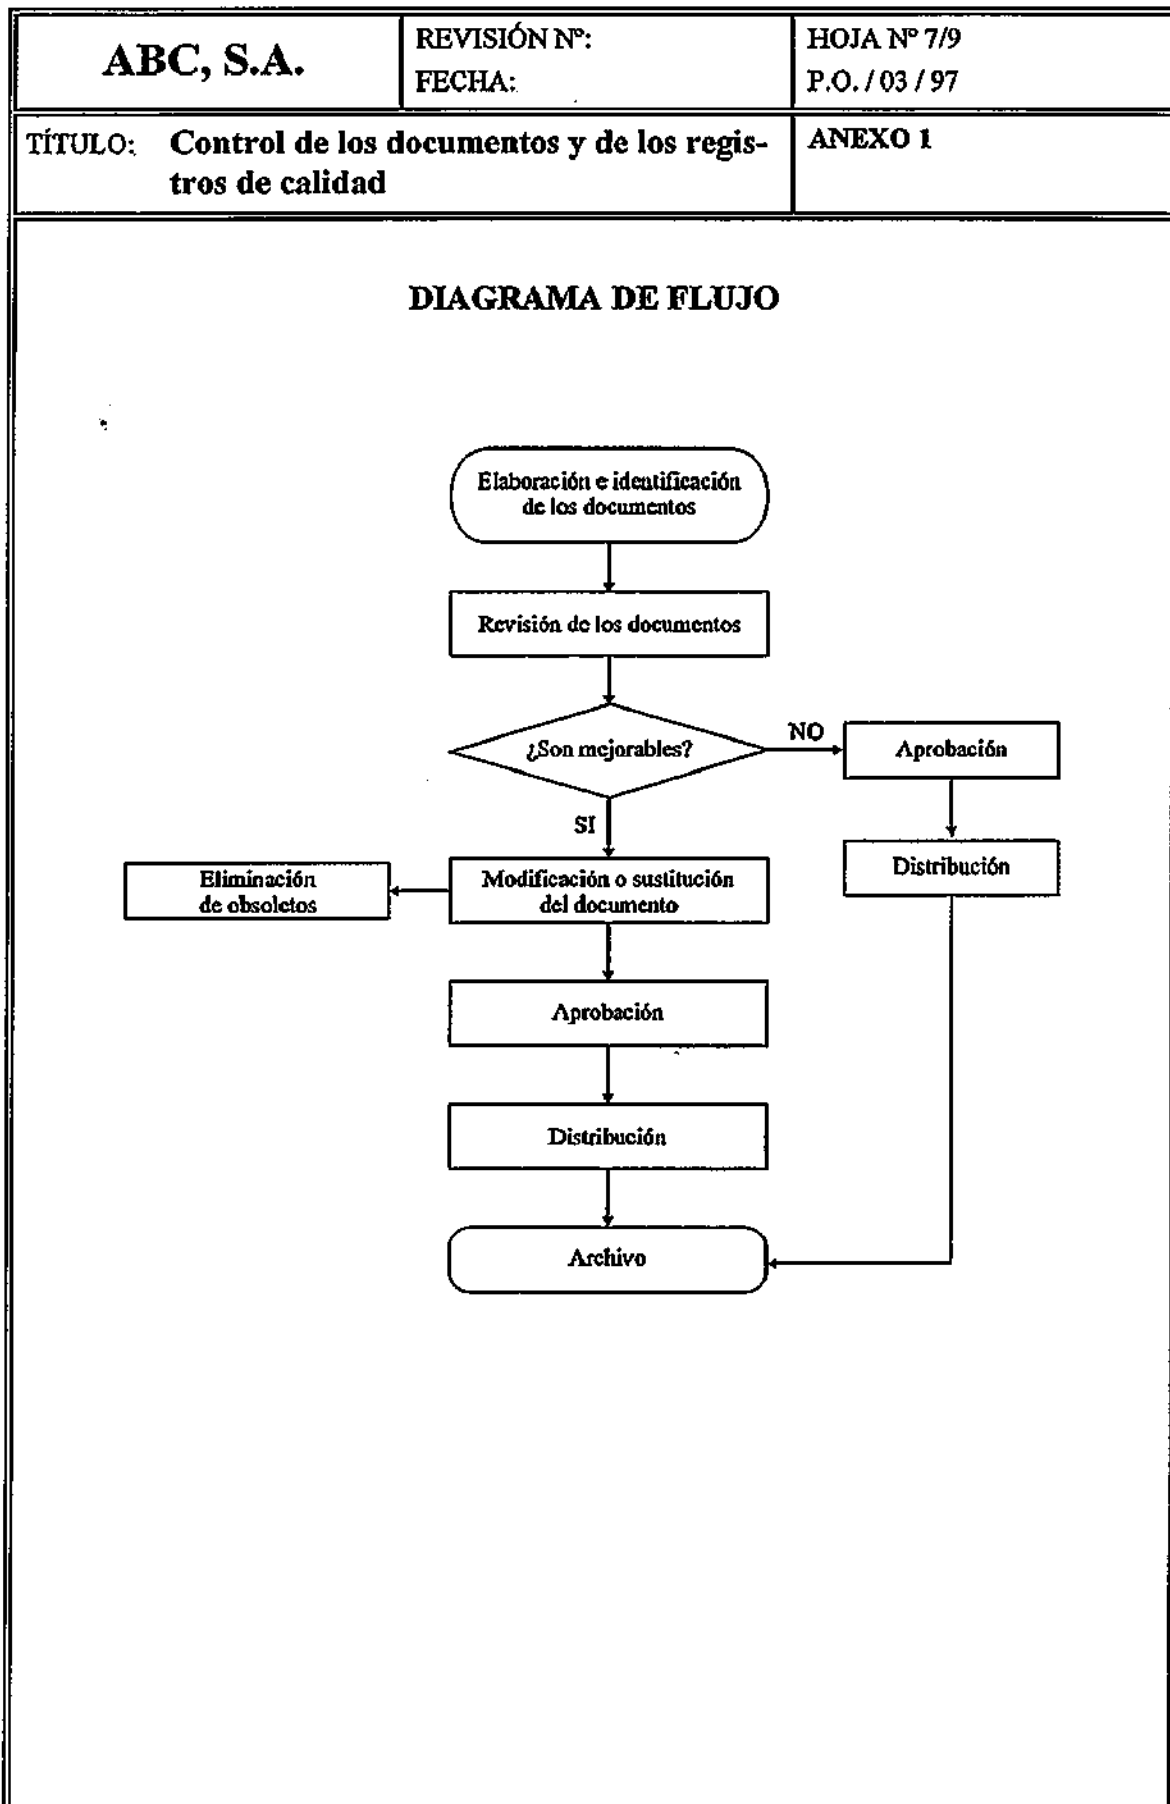 ABC, S.A.
REVISIÓN Nº:
FECHA:
HOJA Nº 7/9
P.O. / 03 / 97
TÍTULO: Control de los documentos y de los regis-
tros de calidad
ANEXO 1
DIAGRAMA DE FLUJO
Elaboración e identificación
de los documentos
Revisión de los documentos
¿Son mejorables?
NO
Aprobación
SI
Distribución
Eliminación
de obsoletos
Modificación o sustitución
del documento
Aprobación
Distribución
Archivo